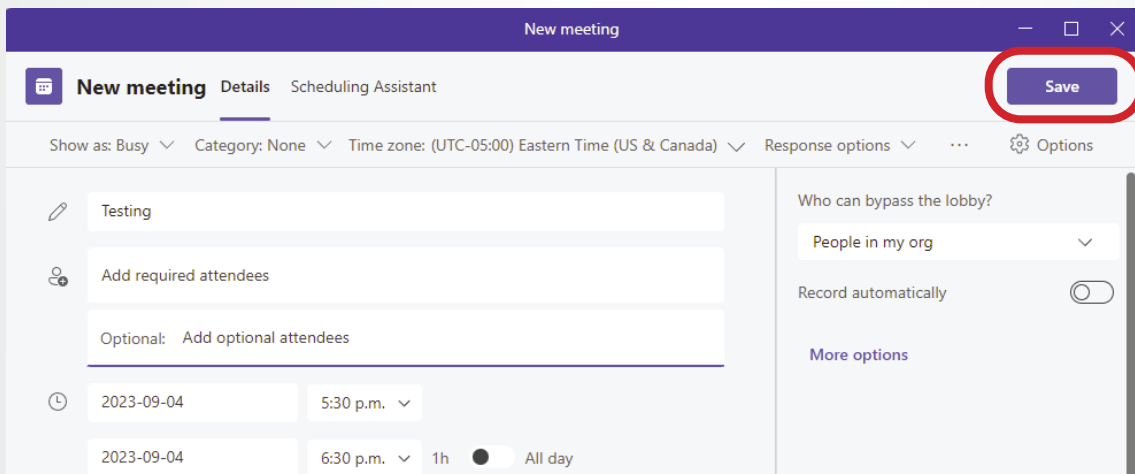 New meeting
New meeting Details Scheduling Assistant Save
Show as: Busy Category: None Time zone: (UTC-05:00) Eastern Time (US & Canada) Response options ... Options
Testing
Add required attendees
Optional: Add optional attendees
2023-09-04 5:30 p.m.
2023-09-04 6:30 p.m. 1h All day
Who can bypass the lobby?
People in my org
Record automatically
More options